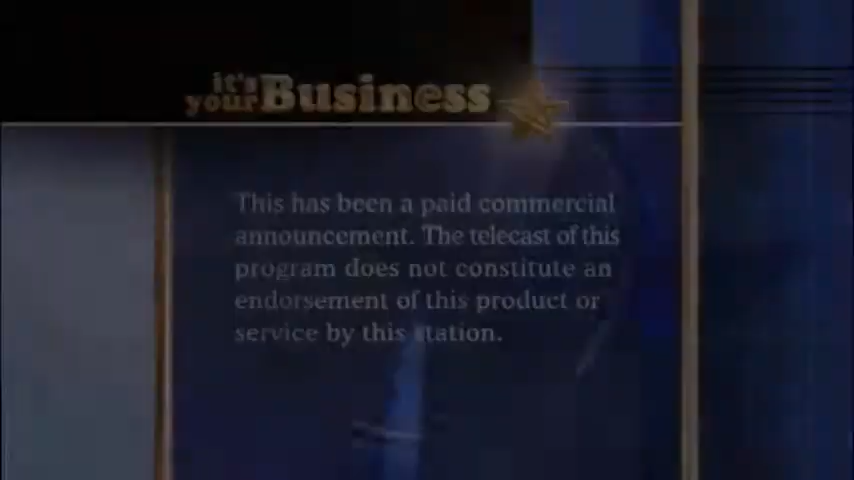 it's
your Business
This has been a paid commercial
announcement. The telecast of this
program does not constitute an
endorsement of this product or
service by this station.